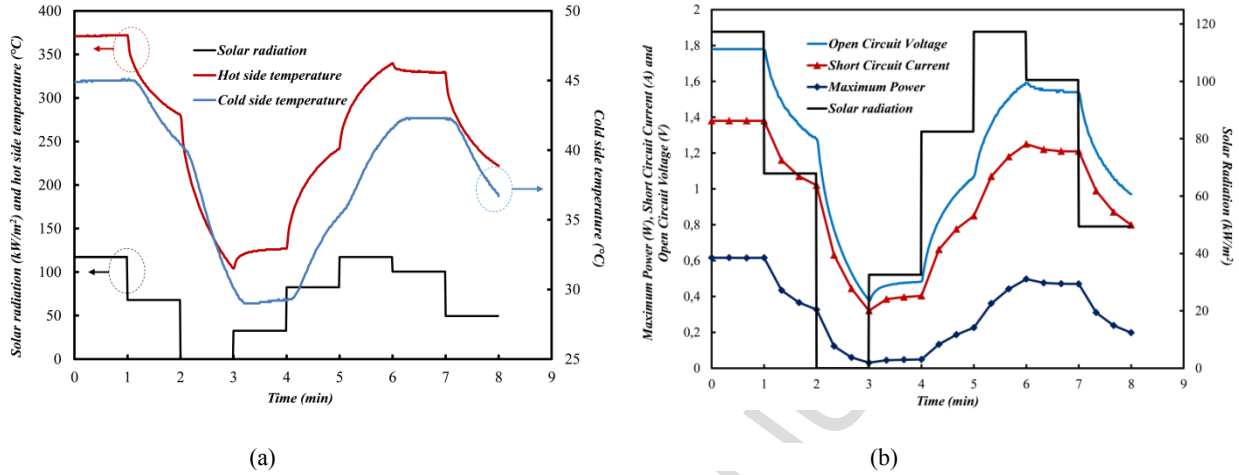 400
350
300
250
200
150
100
50
0
50
45
40
35
30
25
0 1 2 3 4 5 6 7 8 9
Time (min)
Solar radiation (kW/m²) and hot side temperature (°C)
Cold side temperature (°C)
Solar radiation
Hot side temperature
Cold side temperature
(a)
2
1,8
1,6
1,4
1,2
1
0,8
0,6
0,4
0,2
0
120
100
80
60
40
20
0
0 1 2 3 4 5 6 7 8 9
Time (min)
Maximum Power (W), Short Circuit Current (A) and
Open Circuit Voltage (V)
Solar Radiation (kW/m²)
Open Circuit Voltage
Short Circuit Current
Maximum Power
Solar radiation
(b)